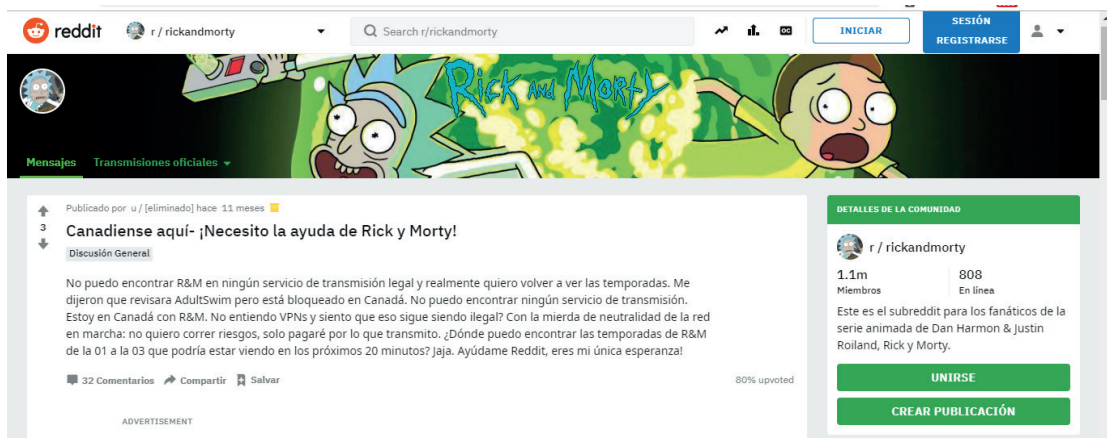 reddit
r / rickandmorty
Search r/rickandmorty
OC
INICIAR
SESIÓN
REGISTRARSE
RICK AND MORTY
Mensajes Transmisiones oficiales
Publicado por u / [eliminado] hace 11 meses
3
Canadiense aquí- ¡Necesito la ayuda de Rick y Morty!
Discusión General
No puedo encontrar R&M en ningún servicio de transmisión legal y realmente quiero volver a ver las temporadas. Me
dijeron que revisara AdultSwim pero está bloqueado en Canadá. No puedo encontrar ningún servicio de transmisión.
Estoy en Canadá con R&M. No entiendo VPNs y siento que eso sigue siendo ilegal? Con la mierda de neutralidad de la red
en marcha: no quiero correr riesgos, solo pagaré por lo que transmito. ¿Dónde puedo encontrar las temporadas de R&M
de la 01 a la 03 que podría estar viendo en los próximos 20 minutos? Jaja. Ayúdame Reddit, eres mi única esperanza!
32 Comentarios Compartir Salvar
80% upvoted
ADVERTISEMENT
DETALLES DE LA COMUNIDAD
r / rickandmorty
1.1m 808
Miembros En línea
Este es el subreddit para los fanáticos de la
serie animada de Dan Harmon & Justin
Roiland, Rick y Morty.
UNIRSE
CREAR PUBLICACIÓN